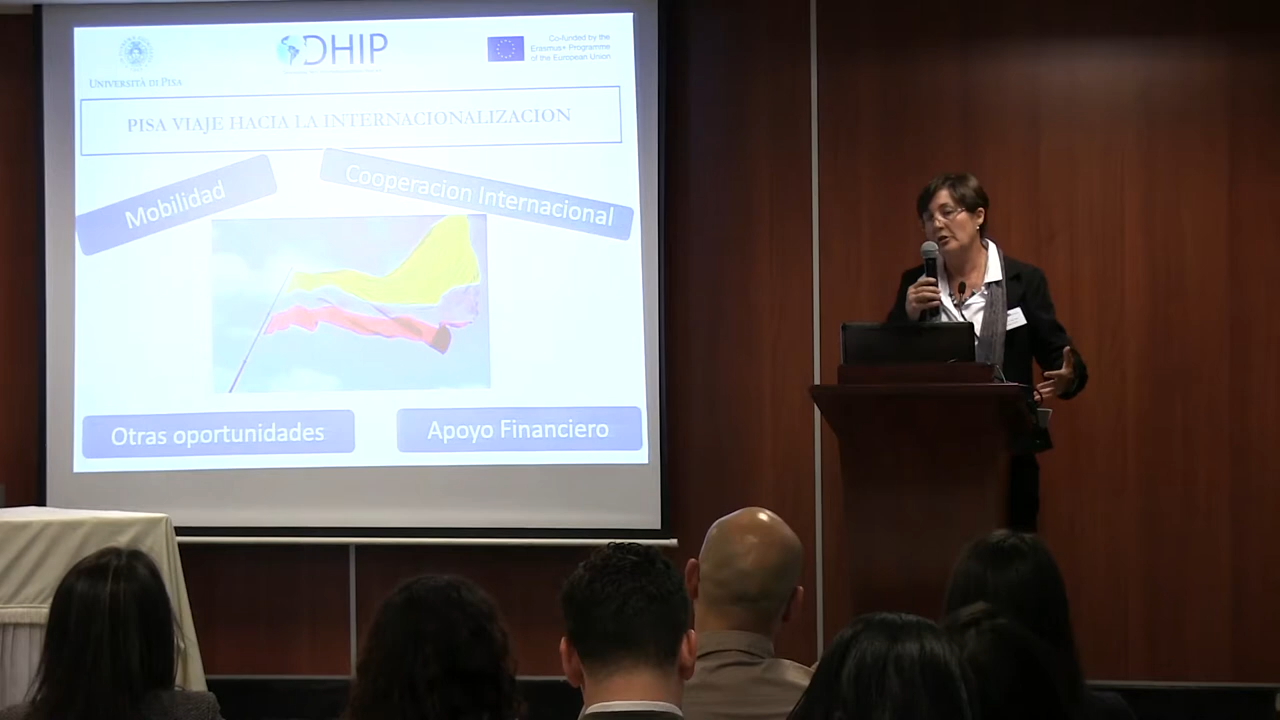 UNIVERSITÀ DI PISA
DHIP
Co-funded by the
Erasmus+ Programme
of the European Union
PISA VIAJE HACIA LA INTERNACIONALIZACION
Mobilidad
Cooperacion Internacional
Otras oportunidades
Apoyo Financiero